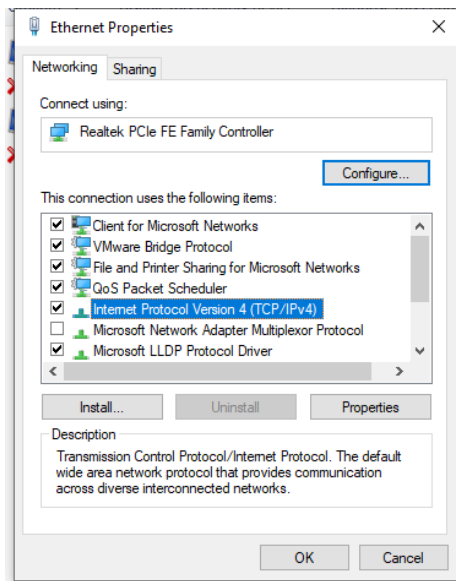 Ethernet Properties
Networking
Sharing
Connect using:
Realtek PCIe FE Family Controller
Configure...
This connection uses the following items:
Client for Microsoft Networks
VMware Bridge Protocol
File and Printer Sharing for Microsoft Networks
QoS Packet Scheduler
Internet Protocol Version 4 (TCP/IPv4)
Microsoft Network Adapter Multiplexor Protocol
Microsoft LLDP Protocol Driver
Install...
Uninstall
Properties
Description
Transmission Control Protocol/Internet Protocol. The default
wide area network protocol that provides communication
across diverse interconnected networks.
OK
Cancel